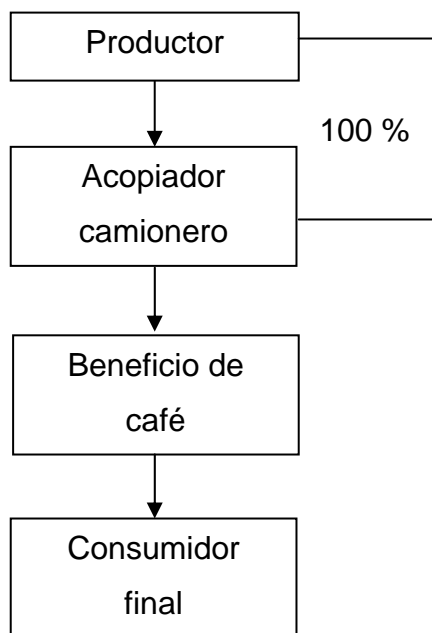 Productor
100 %
Acopiador
camionero
Beneficio de
café
Consumidor
final